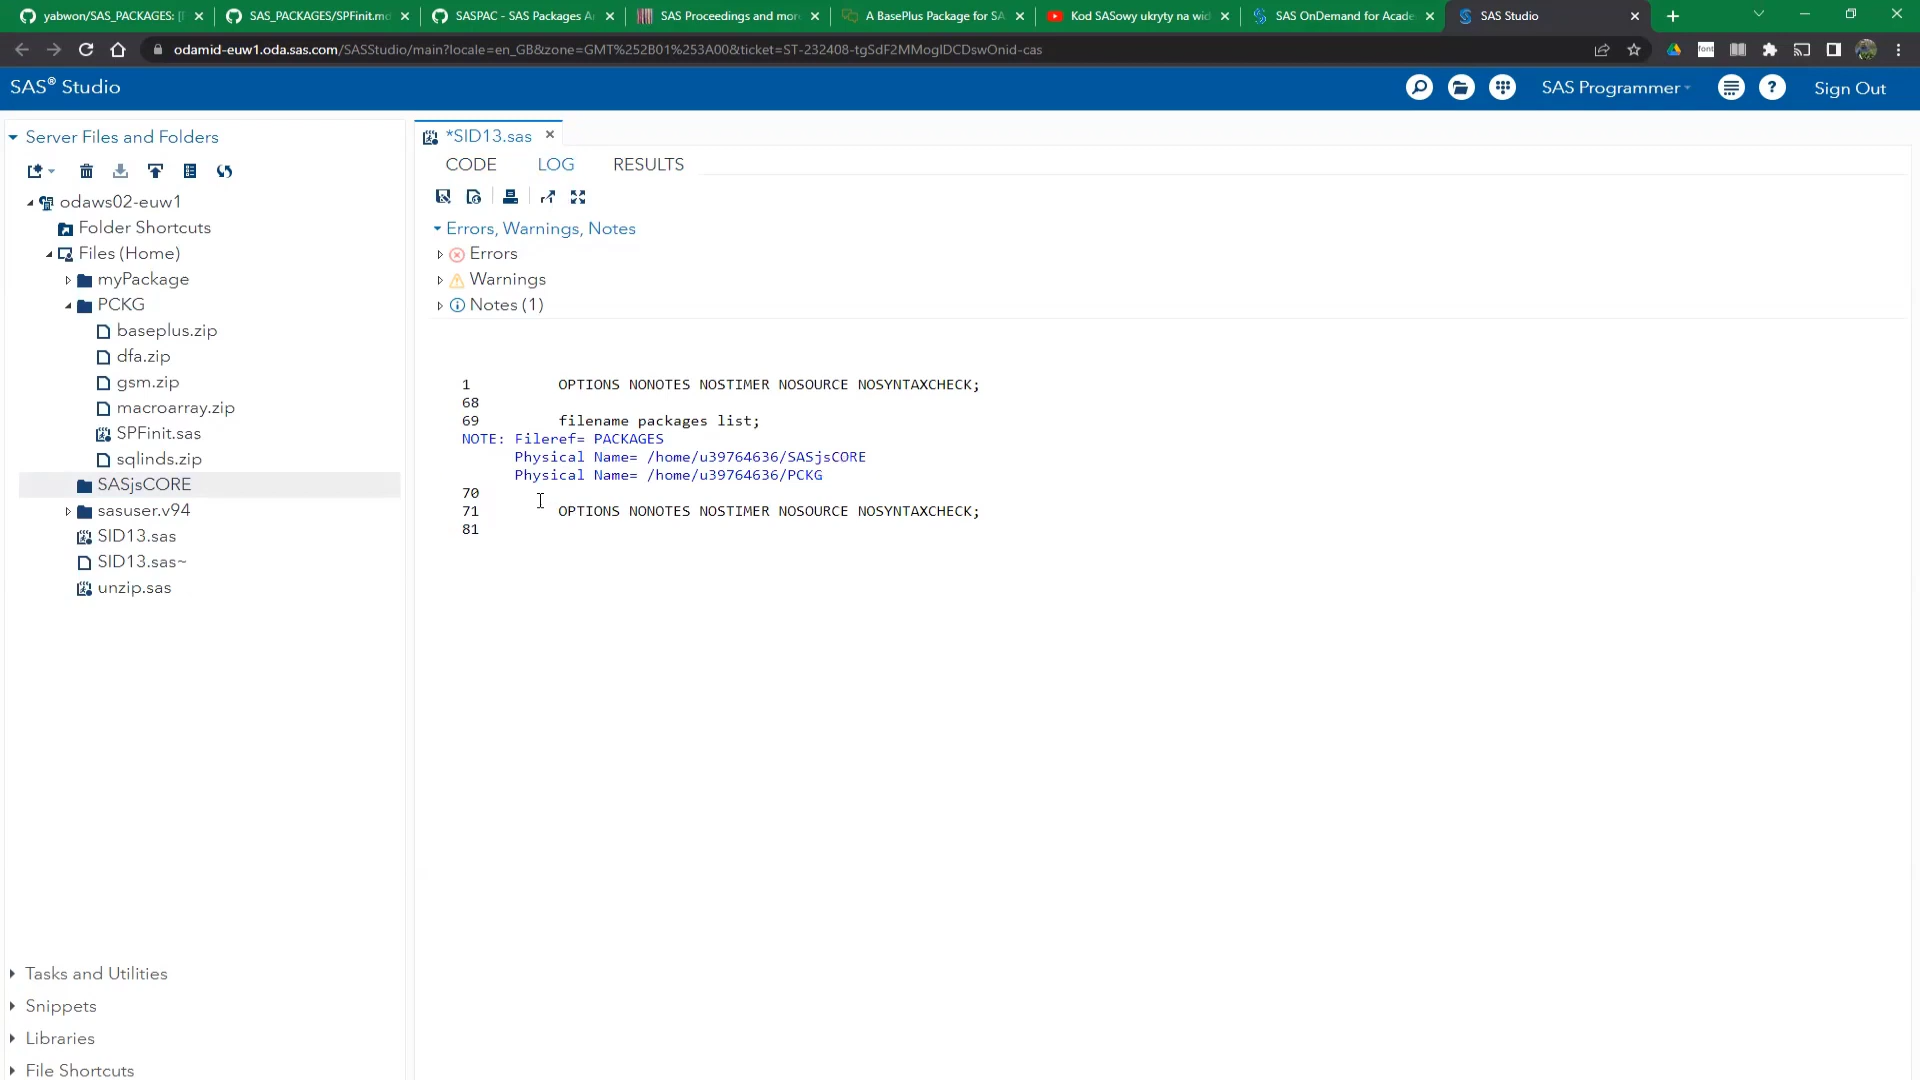 yabwon/SAS_PACKAGES: [
SAS_PACKAGES/SPFinit.md
SASPAC - SAS Packages A
SAS Proceedings and mor
A BasePlus Package for SA
Kod SASowy ukryty na wid
SAS OnDemand for Acade
SAS Studio
odamid-euw1.oda.sas.com/SASStudio/main?locale=en_GB&zone=GMT%252B01%253A00&ticket=ST-232408-tgSdF2MMogIDCDswOnid-cas
SAS® Studio
SAS Programmer
Sign Out
Server Files and Folders
odaws02-euw1
Folder Shortcuts
Files (Home)
myPackage
PCKG
baseplus.zip
dfa.zip
gsm.zip
macroarray.zip
SPFinit.sas
sqlinds.zip
SASjsCORE
sasuser.v94
SID13.sas
SID13.sas~
unzip.sas
Tasks and Utilities
Snippets
Libraries
File Shortcuts
*SID13.sas
CODE LOG RESULTS
Errors, Warnings, Notes
Errors
Warnings
Notes (1)
1 OPTIONS NONOTES NOSTIMER NOSOURCE NOSYNTAXCHECK;
68
69 filename packages list;
NOTE: Fileref= PACKAGES
Physical Name= /home/u39764636/SASjsCORE
Physical Name= /home/u39764636/PCKG
70
71 OPTIONS NONOTES NOSTIMER NOSOURCE NOSYNTAXCHECK;
81